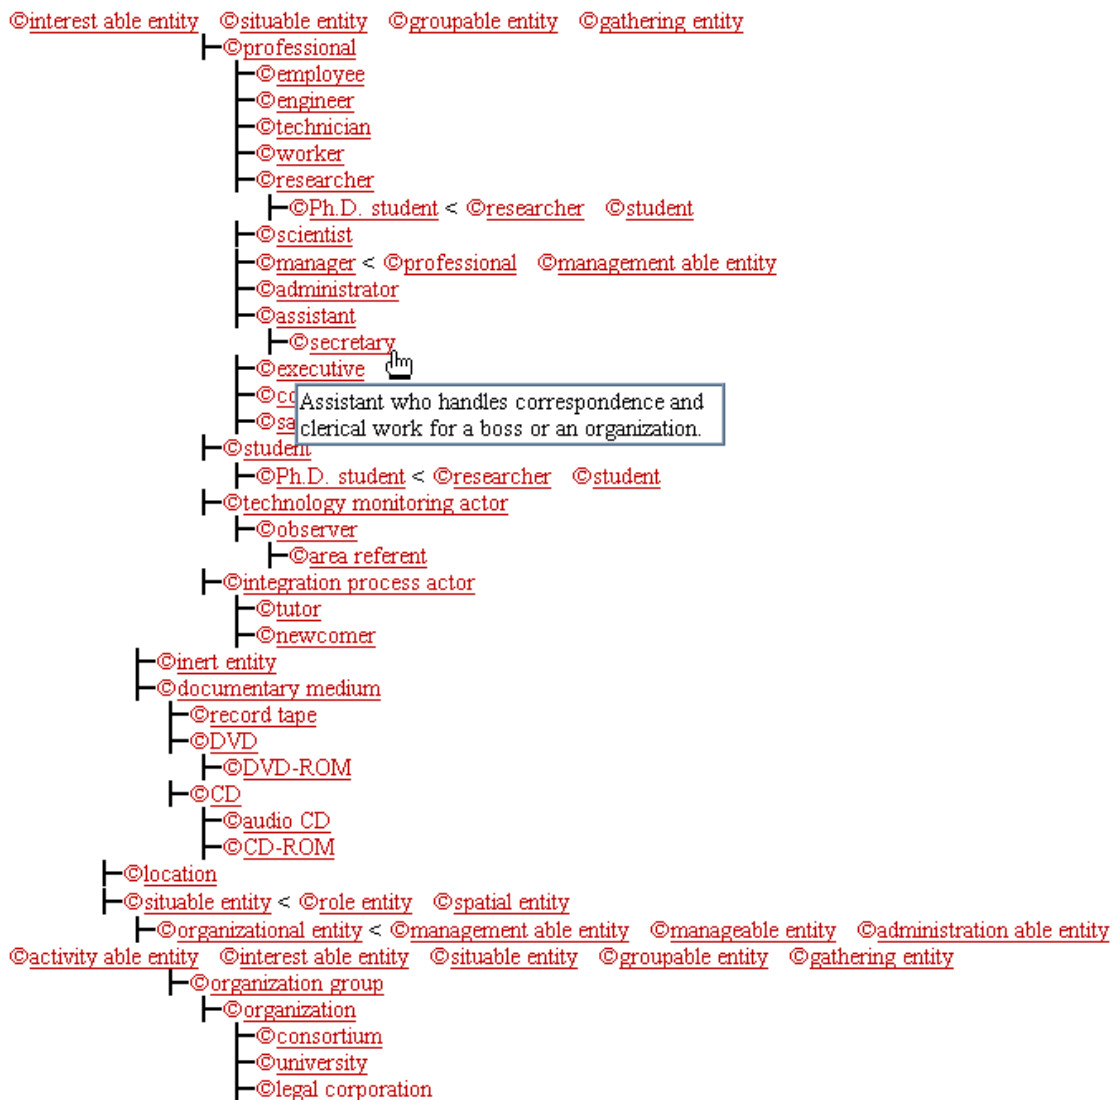 ©interest able entity ©situable entity ©groupable entity ©gathering entity
©professional
©employee
©engineer
©technician
©worker
©researcher
©Ph.D. student < ©researcher ©student
©scientist
©manager < ©professional ©management able entity
©administrator
©assistant
©secretary
©executive
©co
©sa
Assistant who handles correspondence and
clerical work for a boss or an organization.
©student
©Ph.D. student < ©researcher ©student
©technology monitoring actor
©observer
©area referent
©integration process actor
©tutor
©newcomer
©inert entity
©documentary medium
©record tape
©DVD
©DVD-ROM
©CD
©audio CD
©CD-ROM
©location
©situable entity < ©role entity ©spatial entity
©organizational entity < ©management able entity ©manageable entity ©administration able entity
©activity able entity ©interest able entity ©situable entity ©groupable entity ©gathering entity
©organization group
©organization
©consortium
©university
©legal corporation